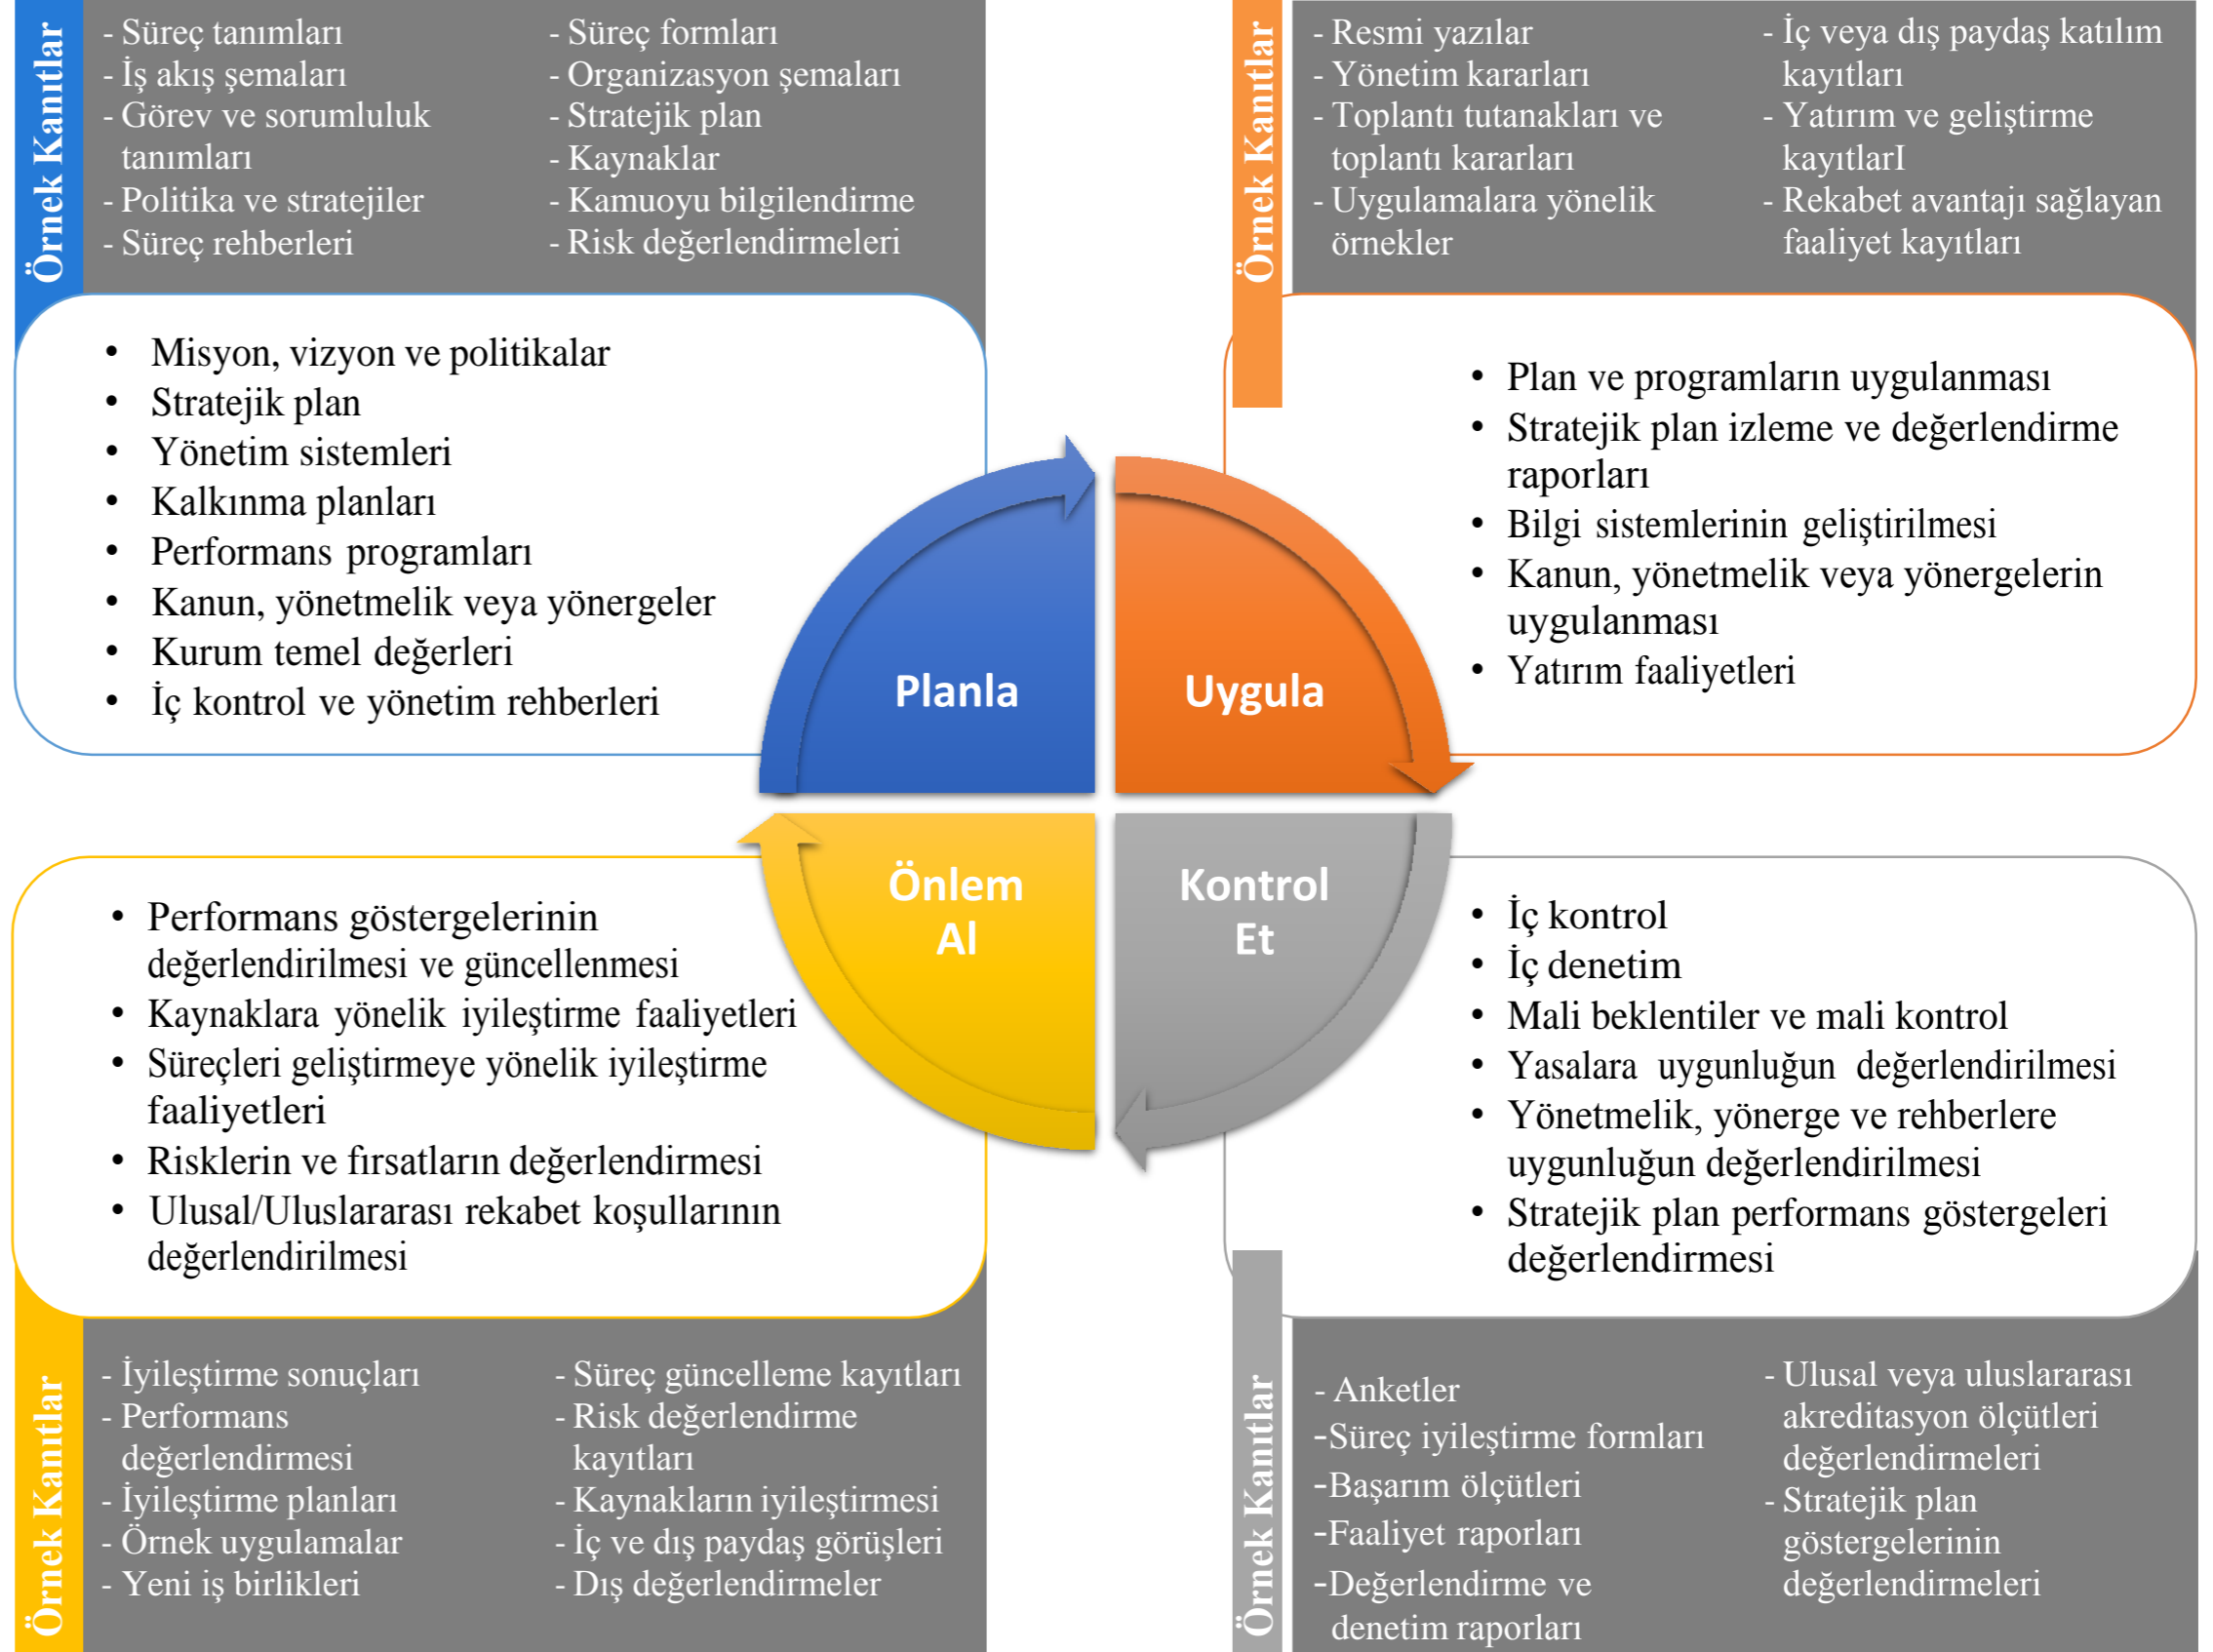 Örnek Kanıtlar
- Süreç tanımları
- İş akış şemaları
- Görev ve sorumluluk
tanımları
- Politika ve stratejiler
- Süreç rehberleri
- Süreç formları
- Organizasyon şemaları
- Stratejik plan
- Kaynaklar
- Kamuoyu bilgilendirme
- Risk değerlendirmeleri
• Misyon, vizyon ve politikalar
• Stratejik plan
• Yönetim sistemleri
• Kalkınma planları
• Performans programları
• Kanun, yönetmelik veya yönergeler
• Kurum temel değerleri
• İç kontrol ve yönetim rehberleri
Planla
Örnek Kanıtlar
- Resmi yazılar
- Yönetim kararları
- Toplantı tutanakları ve
toplantı kararları
- Uygulamalara yönelik
örnekler
- İç veya dış paydaş katılım
kayıtları
- Yatırım ve geliştirme
kayıtlarI
- Rekabet avantajı sağlayan
faaliyet kayıtları
• Plan ve programların uygulanması
• Stratejik plan izleme ve değerlendirme
raporları
• Bilgi sistemlerinin geliştirilmesi
• Kanun, yönetmelik veya yönergelerin
uygulanması
• Yatırım faaliyetleri
Uygula
Önlem
Al
• Performans göstergelerinin
değerlendirilmesi ve güncellenmesi
• Kaynaklara yönelik iyileştirme faaliyetleri
• Süreçleri geliştirmeye yönelik iyileştirme
faaliyetleri
• Risklerin ve fırsatların değerlendirmesi
• Ulusal/Uluslararası rekabet koşullarının
değerlendirilmesi
Örnek Kanıtlar
- İyileştirme sonuçları
- Performans
değerlendirmesi
- İyileştirme planları
- Örnek uygulamalar
- Yeni iş birlikleri
- Süreç güncelleme kayıtları
- Risk değerlendirme
kayıtları
- Kaynakların iyileştirmesi
- İç ve dış paydaş görüşleri
- Dış değerlendirmeler
Kontrol
Et
• İç kontrol
• İç denetim
• Mali beklentiler ve mali kontrol
• Yasalara uygunluğun değerlendirilmesi
• Yönetmelik, yönerge ve rehberlere
uygunluğun değerlendirilmesi
• Stratejik plan performans göstergeleri
değerlendirmesi
Örnek Kanıtlar
- Anketler
-Süreç iyileştirme formları
-Başarım ölçütleri
-Faaliyet raporları
-Değerlendirme ve
denetim raporları
- Ulusal veya uluslararası
akreditasyon ölçütleri
değerlendirmeleri
- Stratejik plan
göstergelerinin
değerlendirmeleri